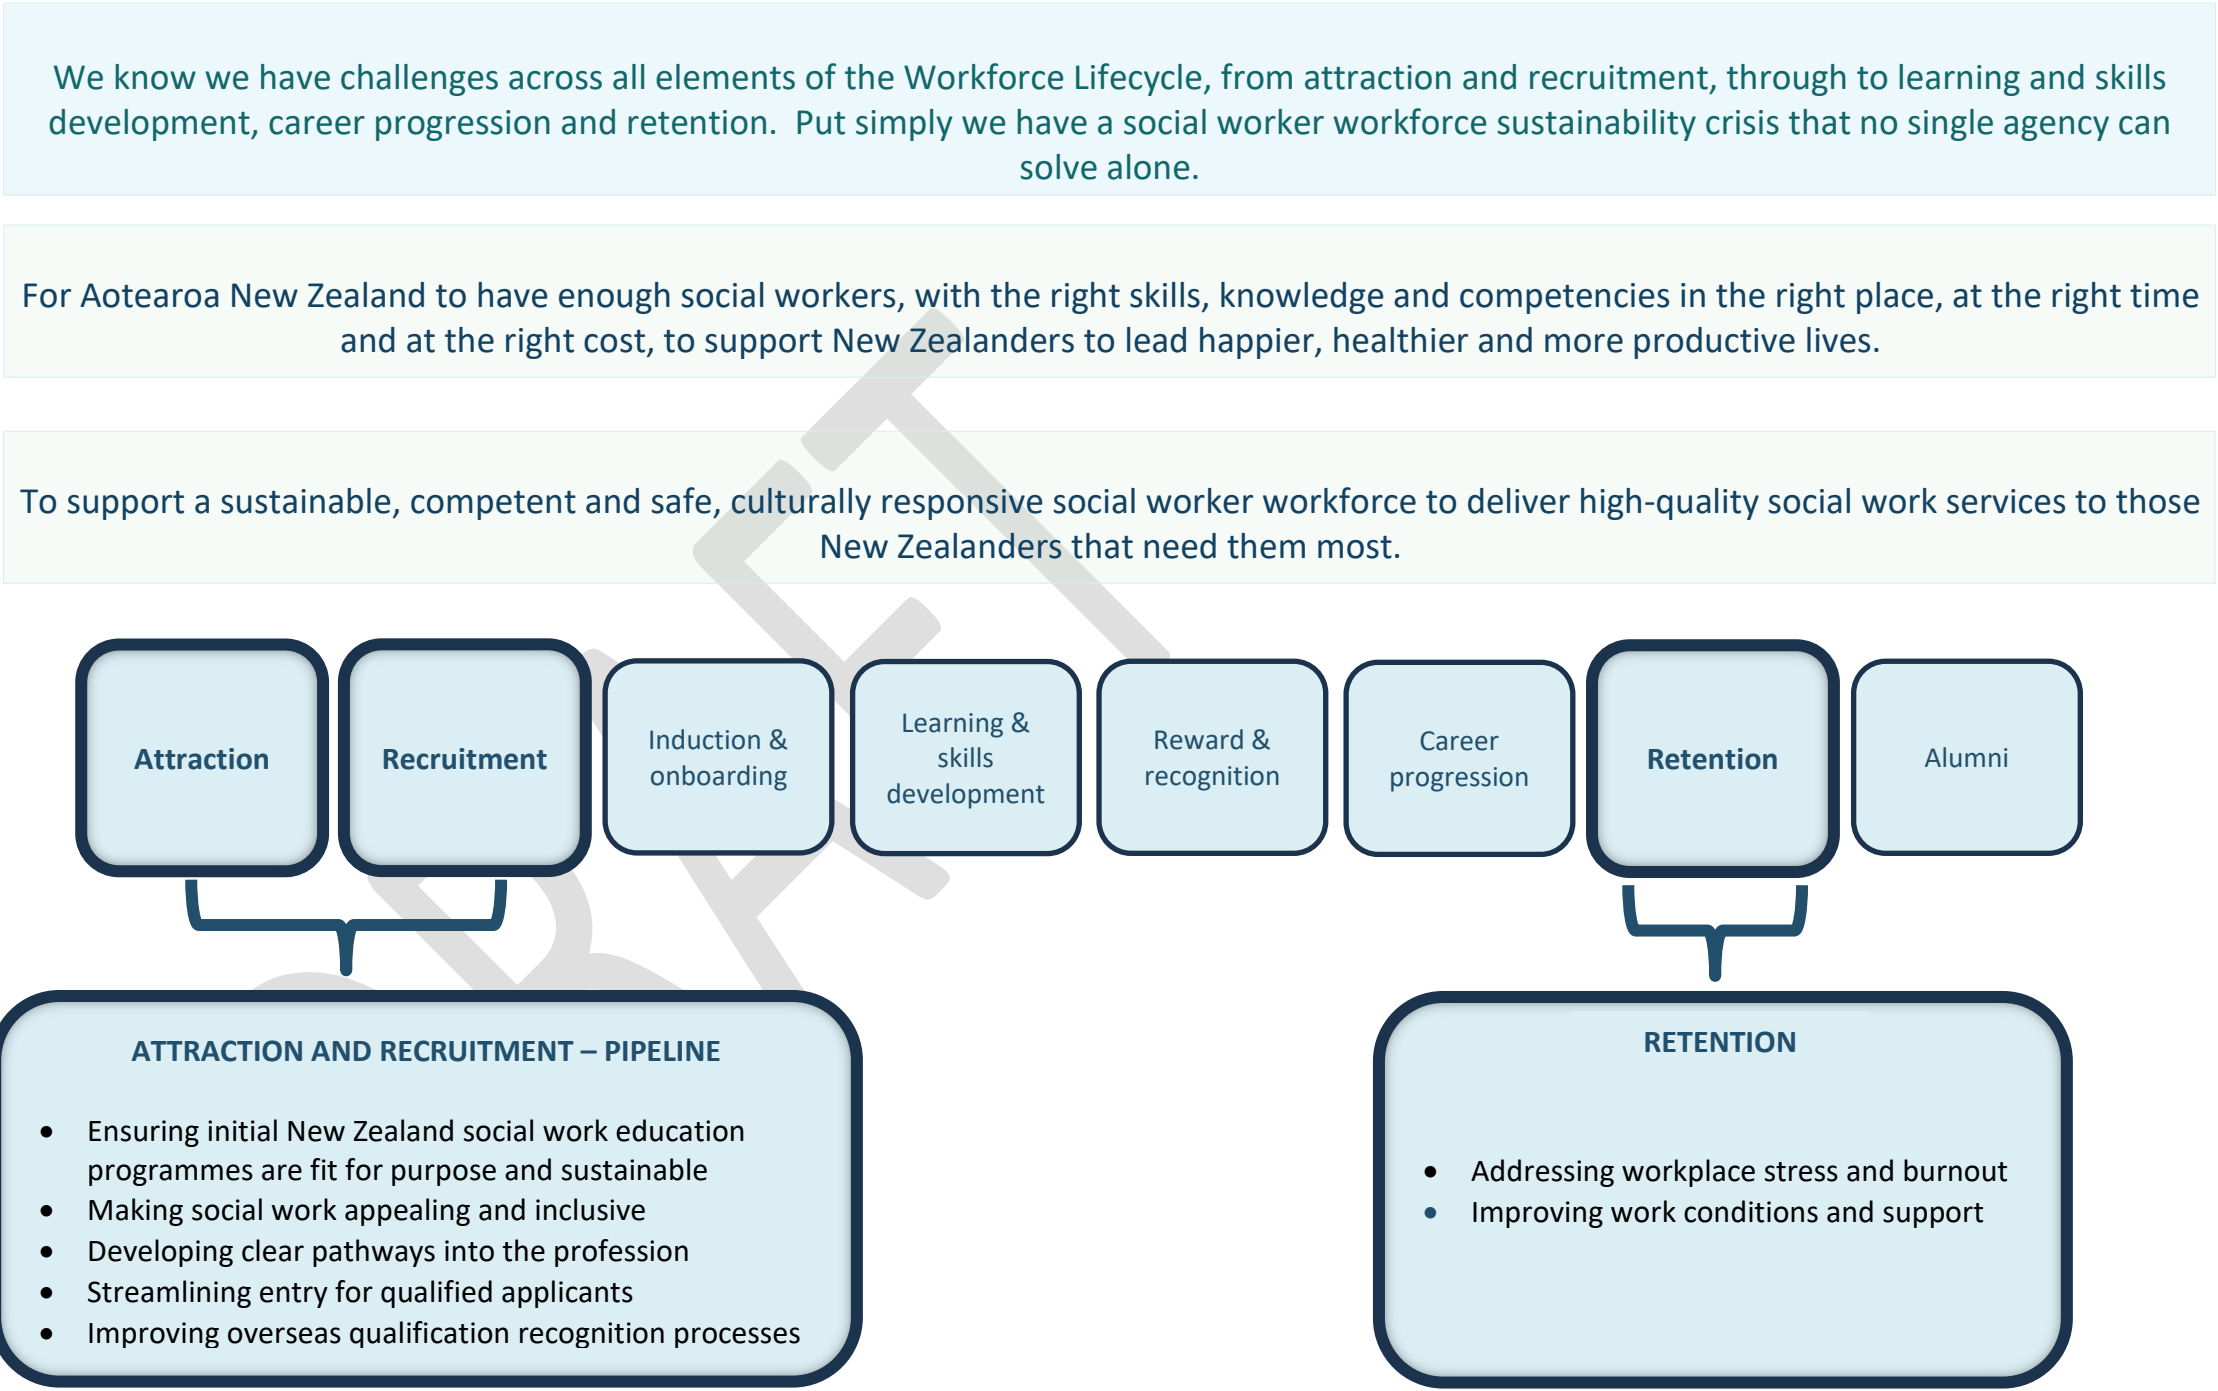 We know we have challenges across all elements of the Workforce Lifecycle, from attraction and recruitment, through to learning and skills
development, career progression and retention.  Put simply we have a social worker workforce sustainability crisis that no single agency can
solve alone.
For Aotearoa New Zealand to have enough social workers, with the right skills, knowledge and competencies in the right place, at the right time
and at the right cost, to support New Zealanders to lead happier, healthier and more productive lives.
To support a sustainable, competent and safe, culturally responsive social worker workforce to deliver high-quality social work services to those
New Zealanders that need them most.
Attraction
Recruitment
Induction &
onboarding
Learning &
skills
development
Reward &
recognition
Career
progression
Retention
Alumni
ATTRACTION AND RECRUITMENT – PIPELINE
• Ensuring initial New Zealand social work education
programmes are fit for purpose and sustainable
• Making social work appealing and inclusive
• Developing clear pathways into the profession
• Streamlining entry for qualified applicants
• Improving overseas qualification recognition processes
RETENTION
• Addressing workplace stress and burnout
• Improving work conditions and support
DRAFT